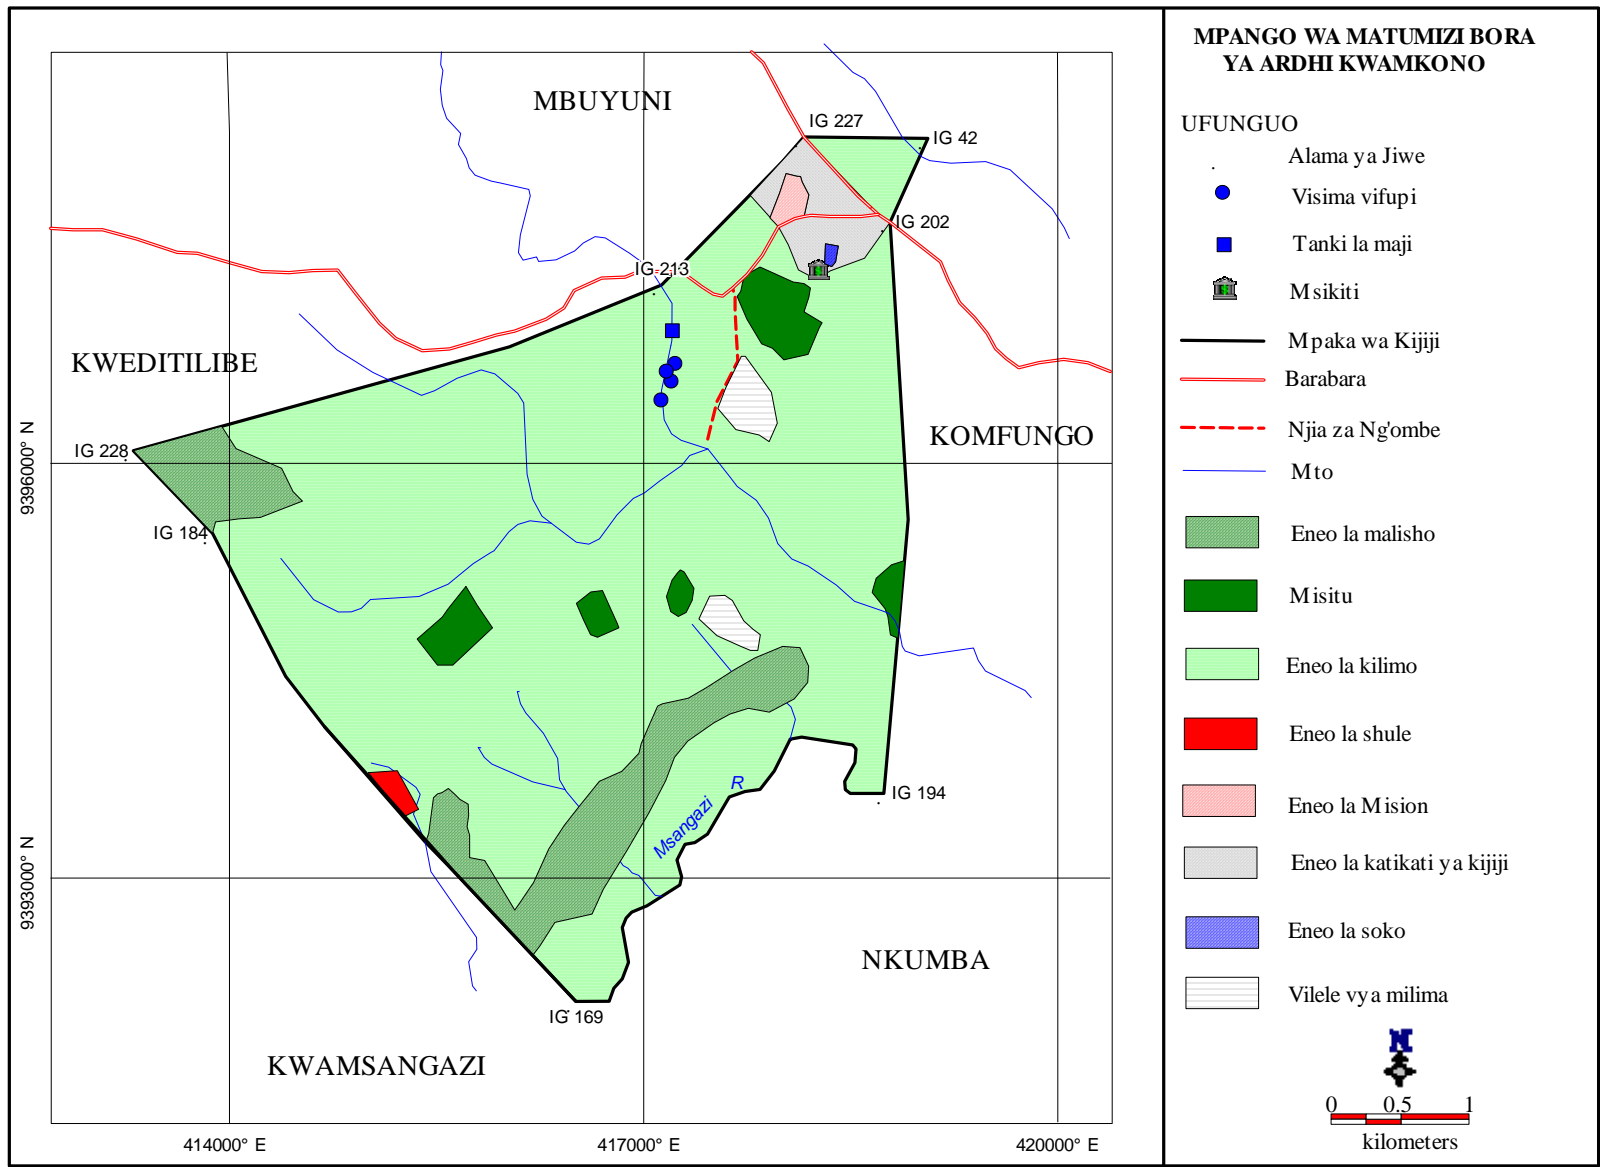 MPANGO WA MATUMIZI BORA
YA ARDHI KWAMKONO
UFUNGUO
Alama ya Jiwe
Visima vifupi
Tanki la maji
Msikiti
Mpaka wa Kijiji
Barabara
Njia za Ng'ombe
Mto
Eneo la malisho
Misitu
Eneo la kilimo
Eneo la shule
Eneo la Mision
Eneo la katikati ya kijiji
Eneo la soko
Vilele vya milima
N
0 0.5 1
kilometers
MBUYUNI
IG 227
IG 42
IG 202
IG 213
KWEDITILIBE
KOMFUNGO
IG 228
IG 184
IG 194
Msangazi R
NKUMBA
IG 169
KWAMSANGAZI
9396000° N
9393000° N
414000° E
417000° E
420000° E